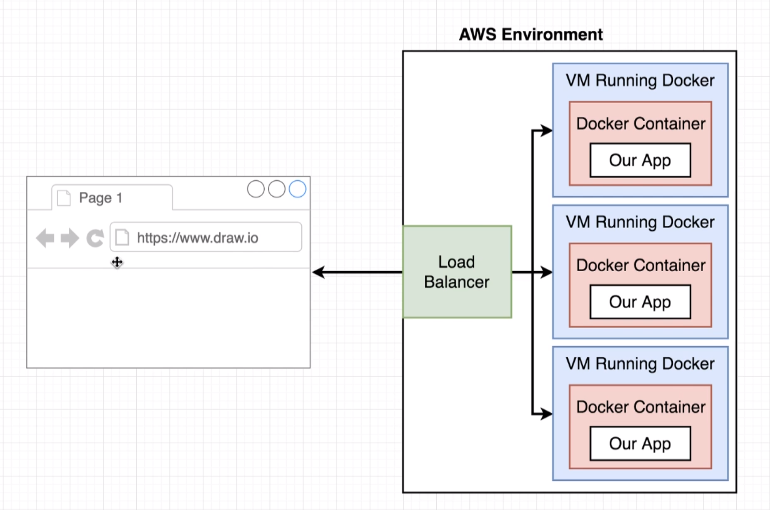 AWS Environment
VM Running Docker
Docker Container
Our App
Page 1
https://www.draw.io
Load
Balancer
VM Running Docker
Docker Container
Our App
VM Running Docker
Docker Container
Our App